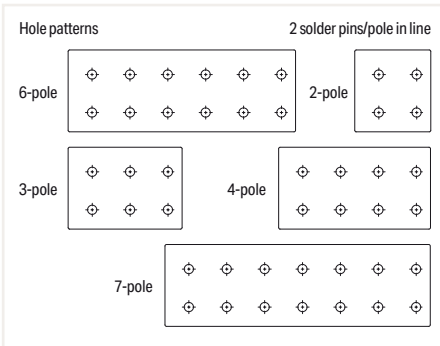 Hole patterns
2 solder pins/pole in line
6-pole
2-pole
3-pole
4-pole
7-pole